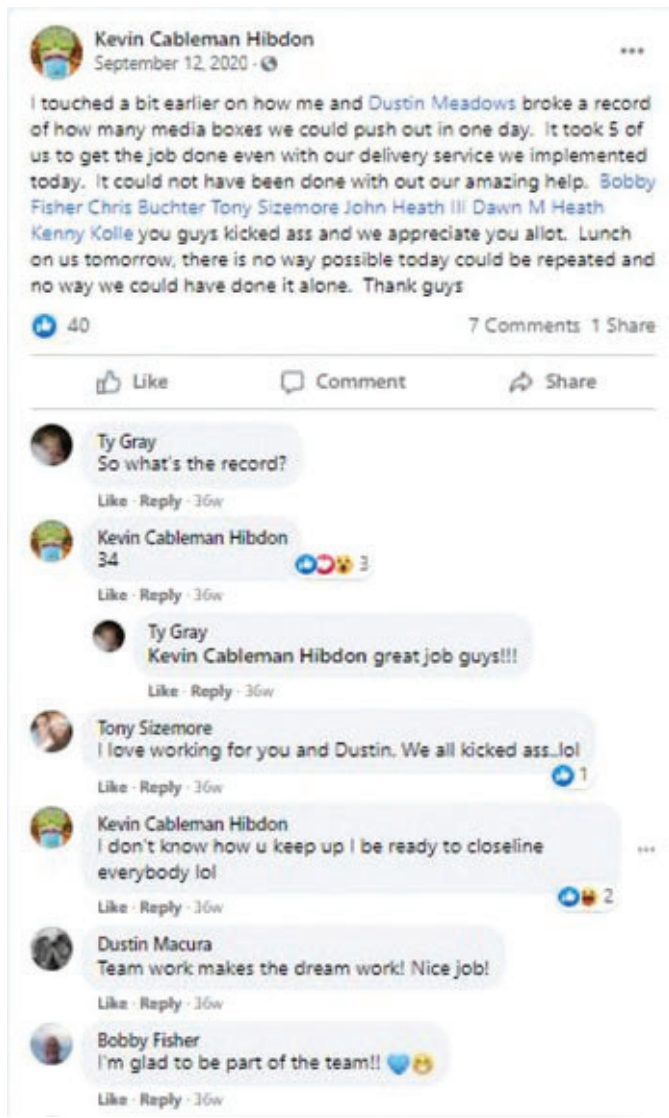 Kevin Cableman Hibdon
September 12, 2020 ·
I touched a bit earlier on how me and Dustin Meadows broke a record
of how many media boxes we could push out in one day. It took 5 of
us to get the job done even with our delivery service we implemented
today. It could not have been done with out our amazing help. Bobby
Fisher Chris Buchter Tony Sizemore John Heath III Dawn M Heath
Kenny Kolle you guys kicked ass and we appreciate you allot. Lunch
on us tomorrow, there is no way possible today could be repeated and
no way we could have done it alone. Thank guys
40 7 Comments 1 Share
Like Comment Share
Ty Gray
So what's the record?
Like · Reply · 36w
Kevin Cableman Hibdon
34
3
Like · Reply · 36w
Ty Gray
Kevin Cableman Hibdon great job guys!!!
Like · Reply · 36w
Tony Sizemore
I love working for you and Dustin. We all kicked ass..lol
1
Like · Reply · 36w
Kevin Cableman Hibdon
I don't know how u keep up I be ready to closeline
everybody lol
2
Like · Reply · 36w
Dustin Macura
Team work makes the dream work! Nice job!
Like · Reply · 36w
Bobby Fisher
I'm glad to be part of the team!! 💙😁
Like · Reply · 36w